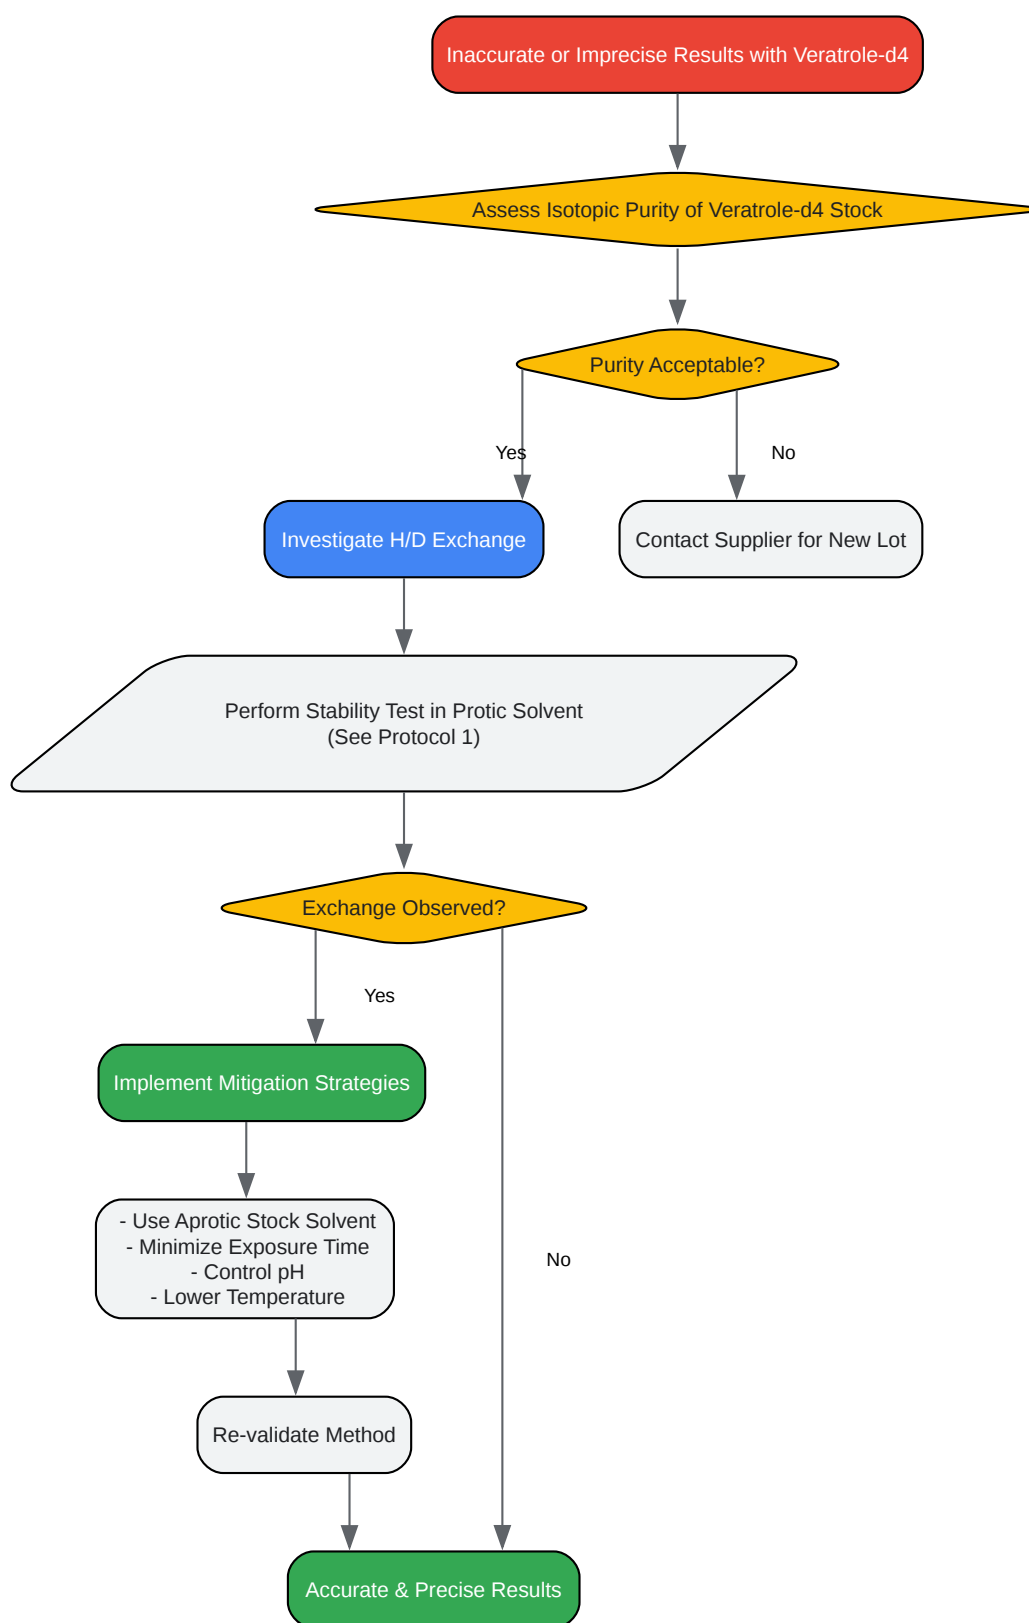 Inaccurate or Imprecise Results with Veratrole-d4
Assess Isotopic Purity of Veratrole-d4 Stock
Purity Acceptable?
Yes
No
Investigate H/D Exchange
Contact Supplier for New Lot
Perform Stability Test in Protic Solvent
(See Protocol 1)
Exchange Observed?
Yes
Implement Mitigation Strategies
- Use Aprotic Stock Solvent
- Minimize Exposure Time
- Control pH
- Lower Temperature
No
Re-validate Method
Accurate & Precise Results